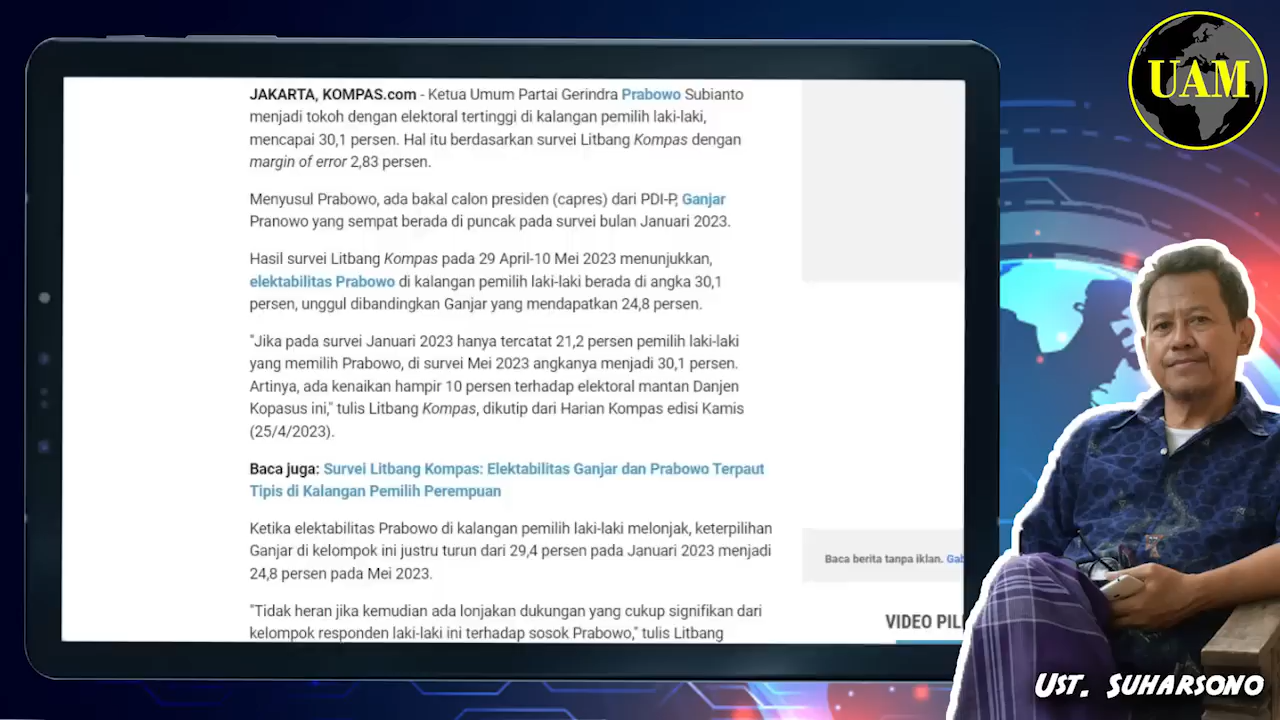 UAM
JAKARTA, KOMPAS.com - Ketua Umum Partai Gerindra Prabowo Subianto
menjadi tokoh dengan elektoral tertinggi di kalangan pemilih laki-laki,
mencapai 30,1 persen. Hal itu berdasarkan survei Litbang Kompas dengan
margin of error 2,83 persen.
Menyusul Prabowo, ada bakal calon presiden (capres) dari PDI-P, Ganjar
Pranowo yang sempat berada di puncak pada survei bulan Januari 2023.
Hasil survei Litbang Kompas pada 29 April-10 Mei 2023 menunjukkan,
elektabilitas Prabowo di kalangan pemilih laki-laki berada di angka 30,1
persen, unggul dibandingkan Ganjar yang mendapatkan 24,8 persen.
"Jika pada survei Januari 2023 hanya tercatat 21,2 persen pemilih laki-laki
yang memilih Prabowo, di survei Mei 2023 angkanya menjadi 30,1 persen.
Artinya, ada kenaikan hampir 10 persen terhadap elektoral mantan Danjen
Kopasus ini," tulis Litbang Kompas, dikutip dari Harian Kompas edisi Kamis
(25/4/2023).
Baca juga: Survei Litbang Kompas: Elektabilitas Ganjar dan Prabowo Terpaut
Tipis di Kalangan Pemilih Perempuan
Ketika elektabilitas Prabowo di kalangan pemilih laki-laki melonjak, keterpilihan
Ganjar di kelompok ini justru turun dari 29,4 persen pada Januari 2023 menjadi
24,8 persen pada Mei 2023.
"Tidak heran jika kemudian ada lonjakan dukungan yang cukup signifikan dari
kelompok responden laki-laki ini terhadap sosok Prabowo," tulis Litbang
Baca berita tanpa iklan. Gab
VIDEO PIL
Ust. Suharsono